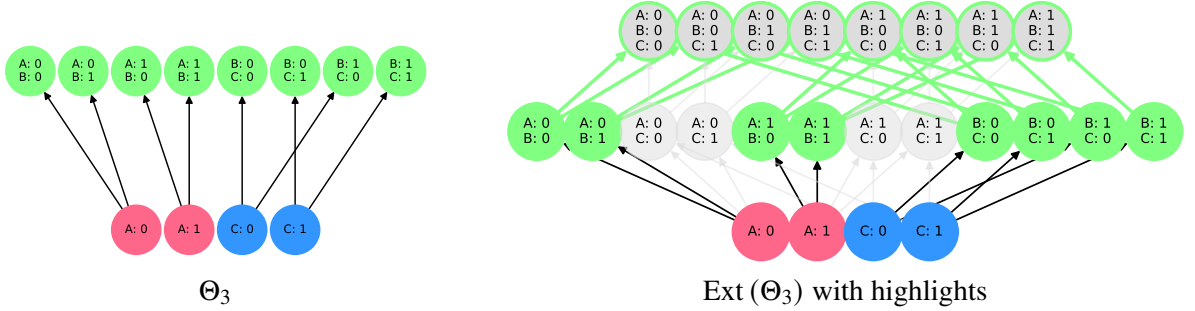 A: 0 A: 0 A: 0 A: 0 A: 1 A: 1 A: 1 A: 1
B: 0 B: 0 B: 1 B: 1 B: 0 B: 0 B: 1 B: 1
C: 0 C: 1 C: 0 C: 1 C: 0 C: 1 C: 0 C: 1
A: 0 A: 0 A: 1 A: 1 B: 0 B: 0 B: 1 B: 1
B: 0 B: 1 B: 0 B: 1 C: 0 C: 1 C: 0 C: 1
A: 0 A: 0 A: 0 A: 0 A: 1 A: 1 A: 1 A: 1 B: 0 B: 0 B: 1 B: 1
B: 0 B: 1 C: 0 C: 1 B: 0 B: 1 C: 0 C: 1 C: 0 C: 1 C: 0 C: 1
A: 0 A: 1 C: 0 C: 1
A: 0 A: 1 C: 0 C: 1
Θ₃
Ext (Θ₃) with highlights